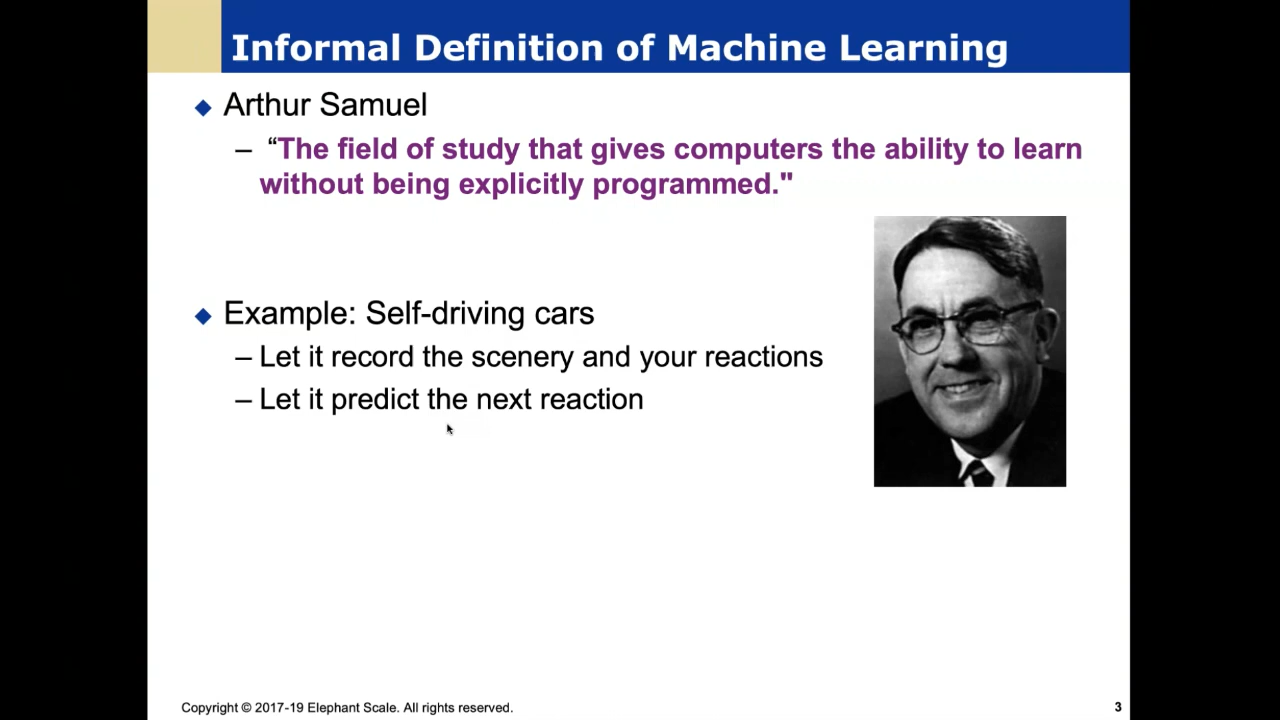 Informal Definition of Machine Learning
◆ Arthur Samuel
– “The field of study that gives computers the ability to learn
without being explicitly programmed."
◆ Example: Self-driving cars
– Let it record the scenery and your reactions
– Let it predict the next reaction
Copyright © 2017-19 Elephant Scale. All rights reserved.
3